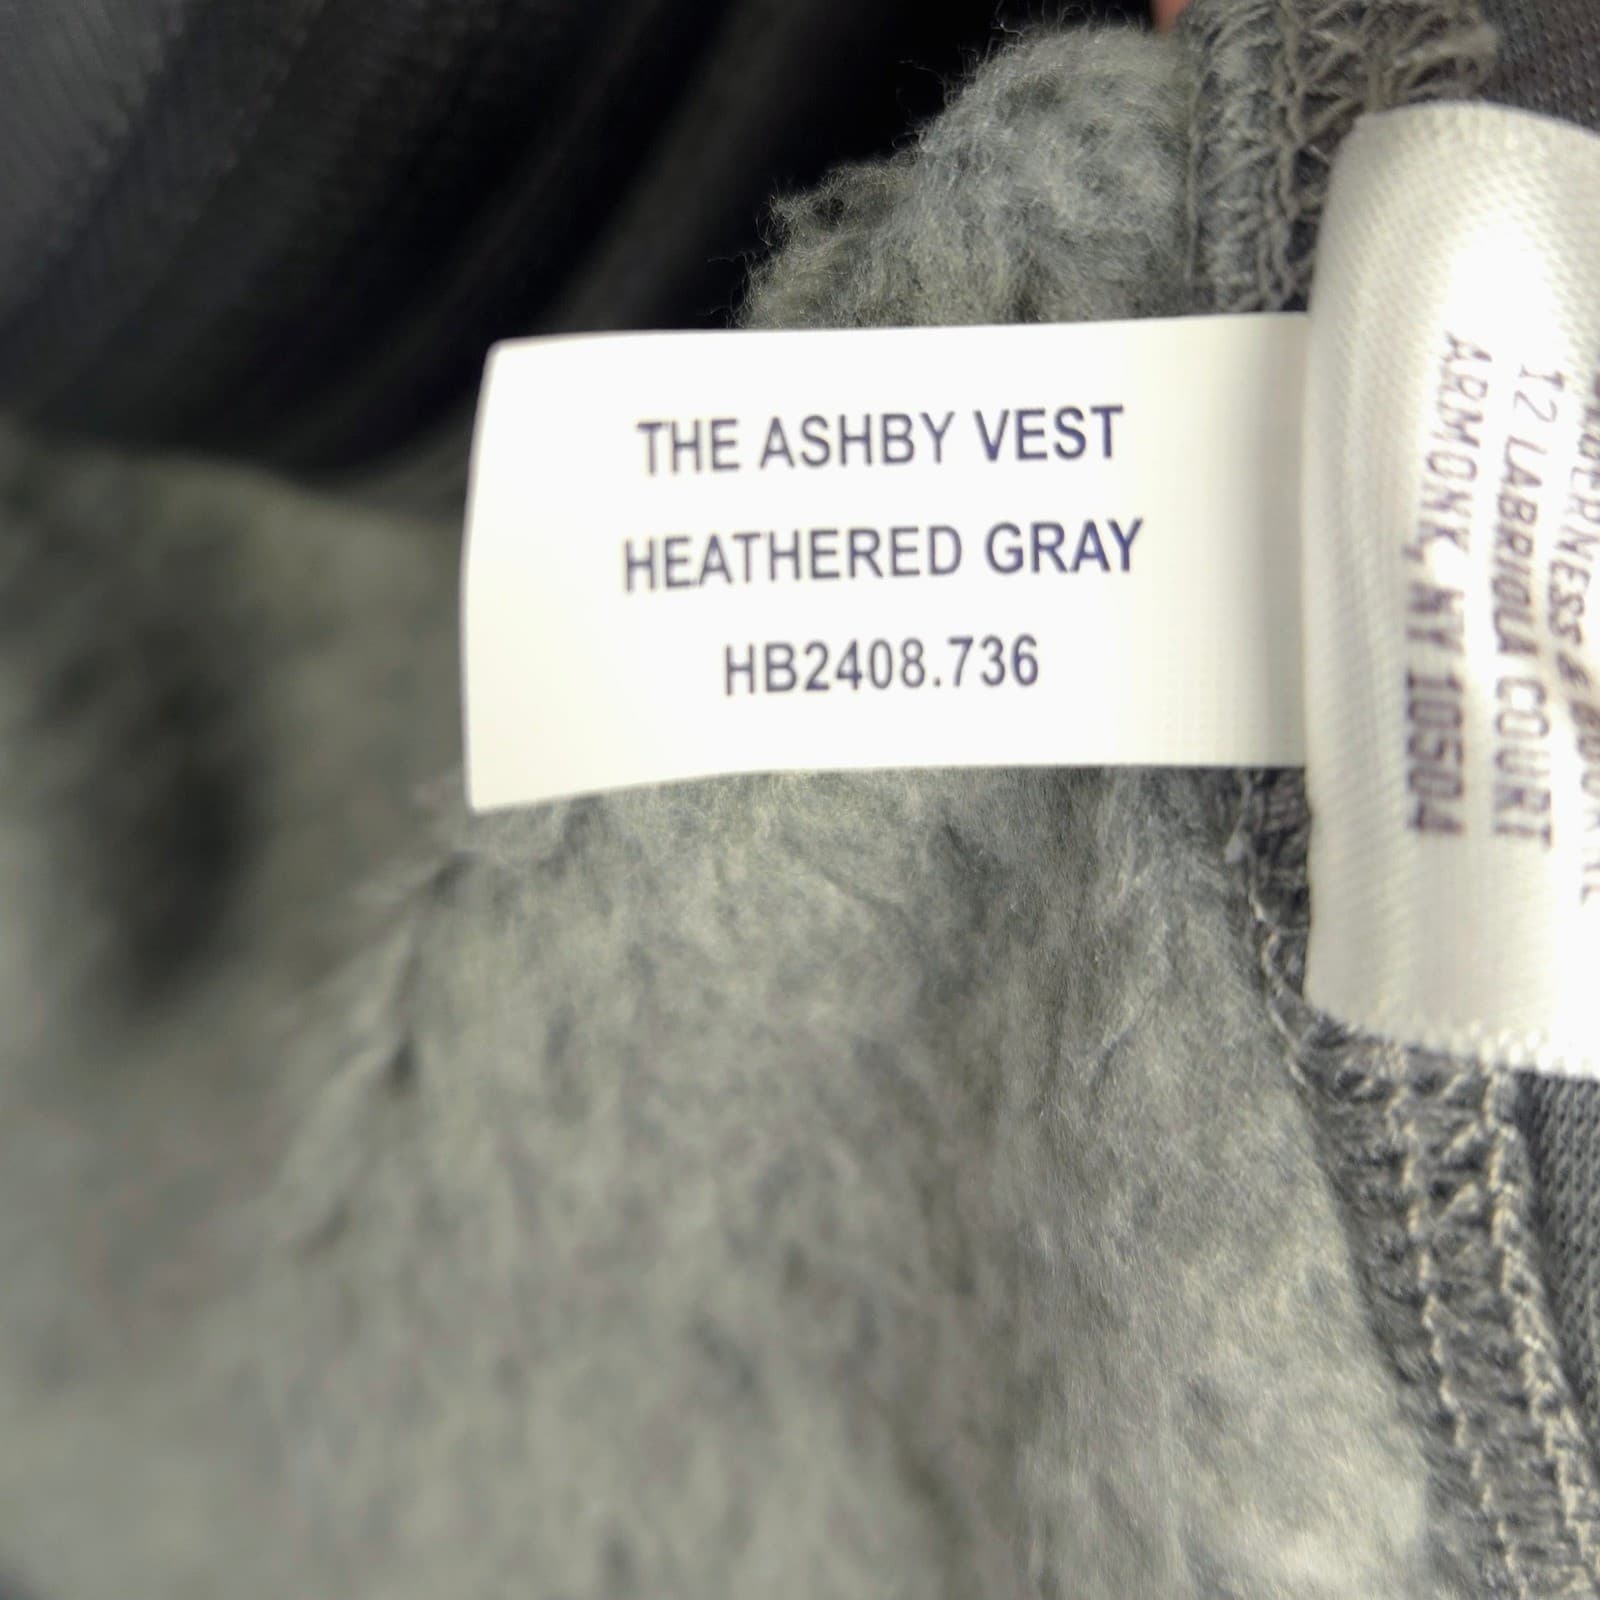 THE ASHBY VEST
HEATHERED GRAY
HB2408.736
12 LABRIOLA COURT
ARMONK, NY 10504